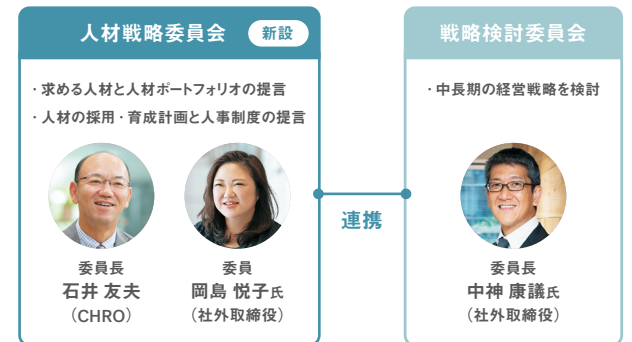 人材戦略委員会 新設
・求める人材と人材ポートフォリオの提言
・人材の採用・育成計画と人事制度の提言
委員長
石井 友夫
（CHRO）
委員
岡島 悦子氏
（社外取締役）
連携
戦略検討委員会
・中長期の経営戦略を検討
委員長
中神 康議氏
（社外取締役）